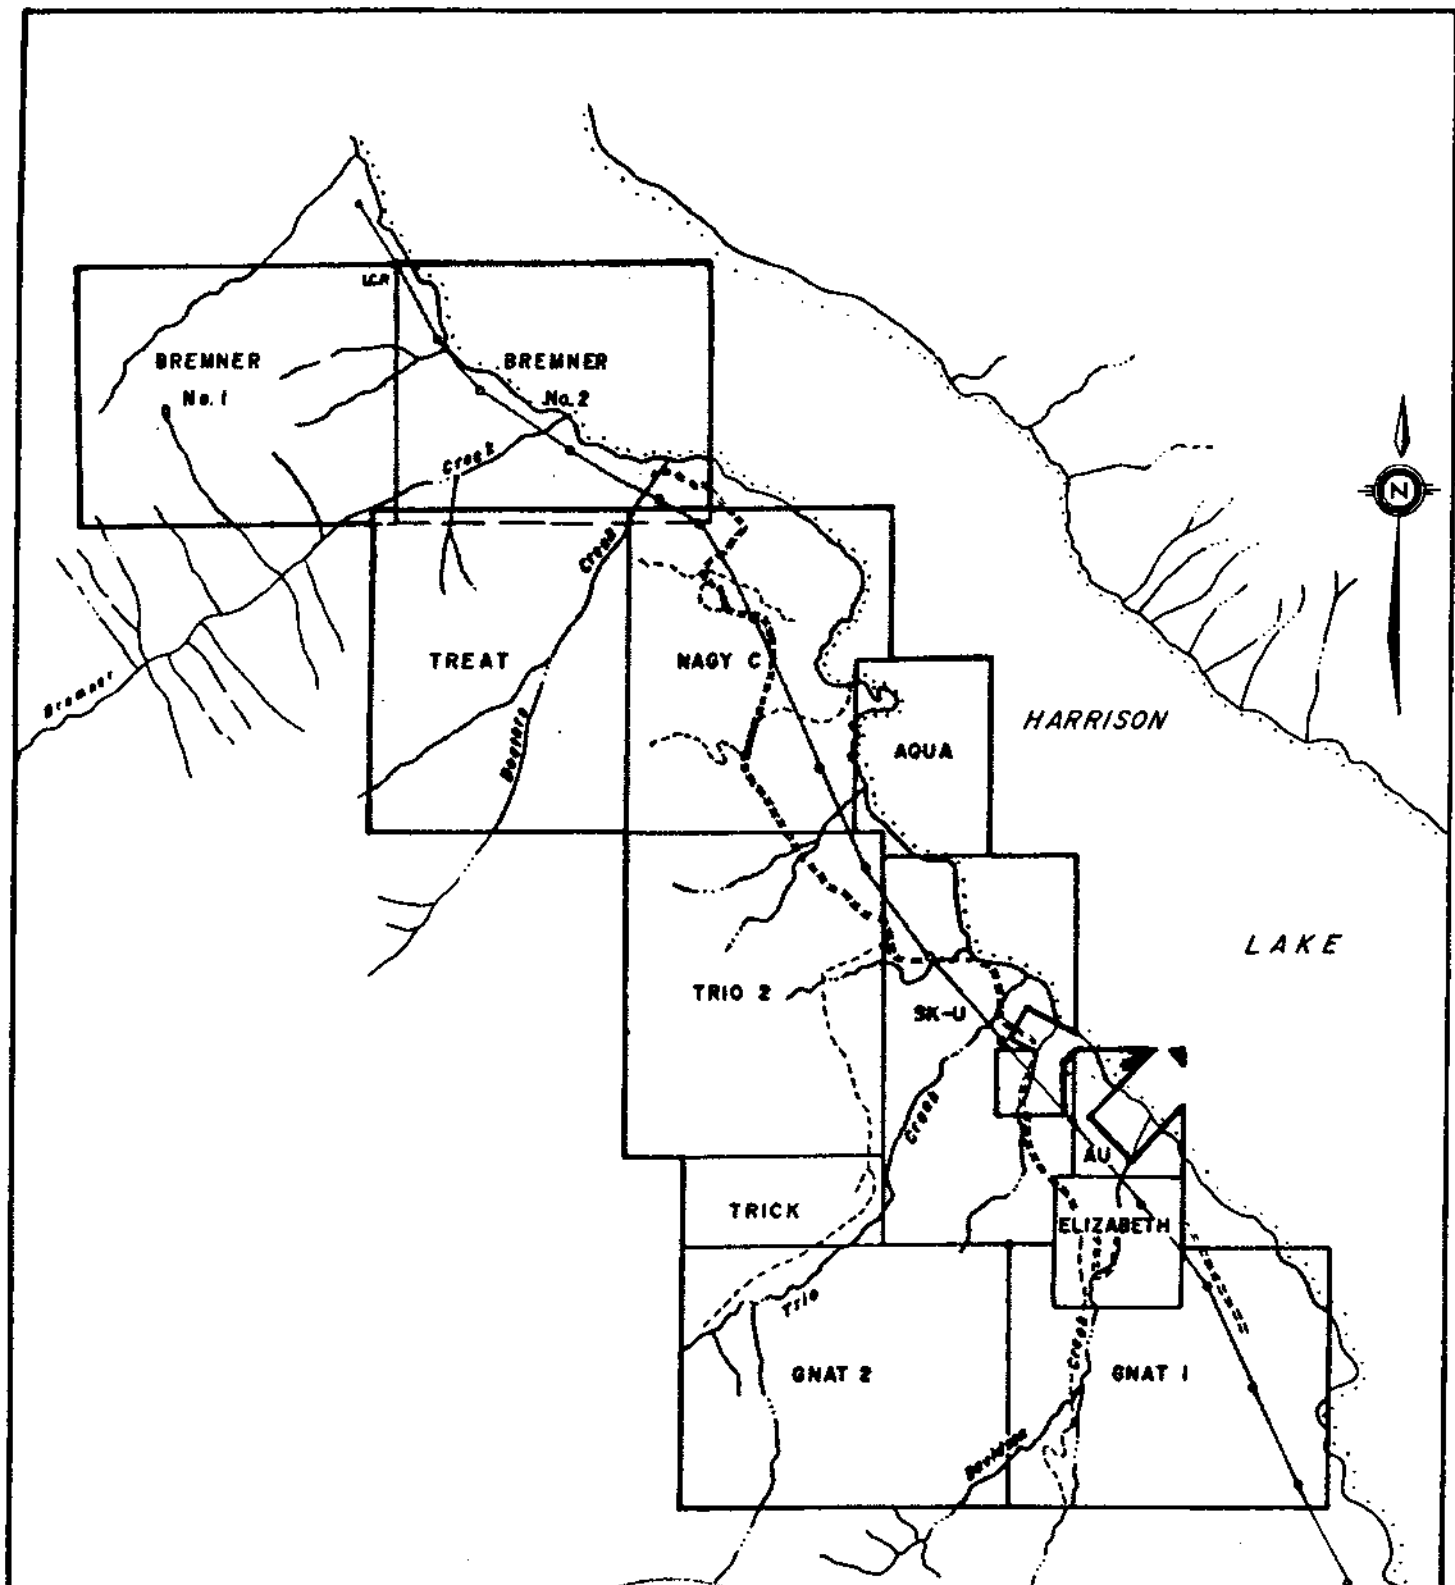 L.C.P.
BREMNER
No. 1
BREMNER
No. 2
Creek
Creek
N
TREAT
NAGY C
Bremner
HARRISON
AQUA
LAKE
TRIO 2
SK-U
Creek
AU
TRICK
ELIZABETH
Trio
Creek
GNAT 2
GNAT 1
Davidson